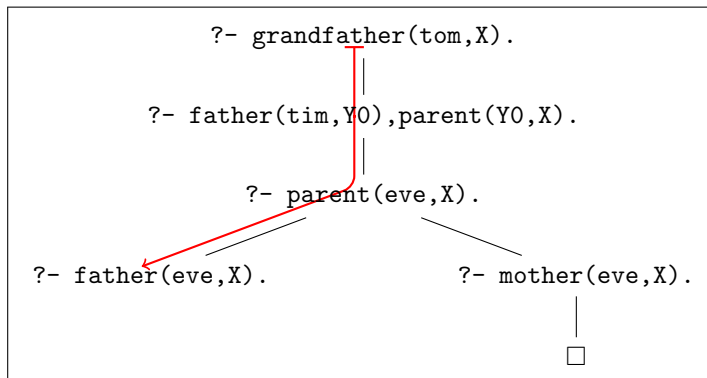 ?- grandfather(tom,X).
?- father(tim,Y0),parent(Y0,X).
?- parent(eve,X).
?- father(eve,X).
?- mother(eve,X).